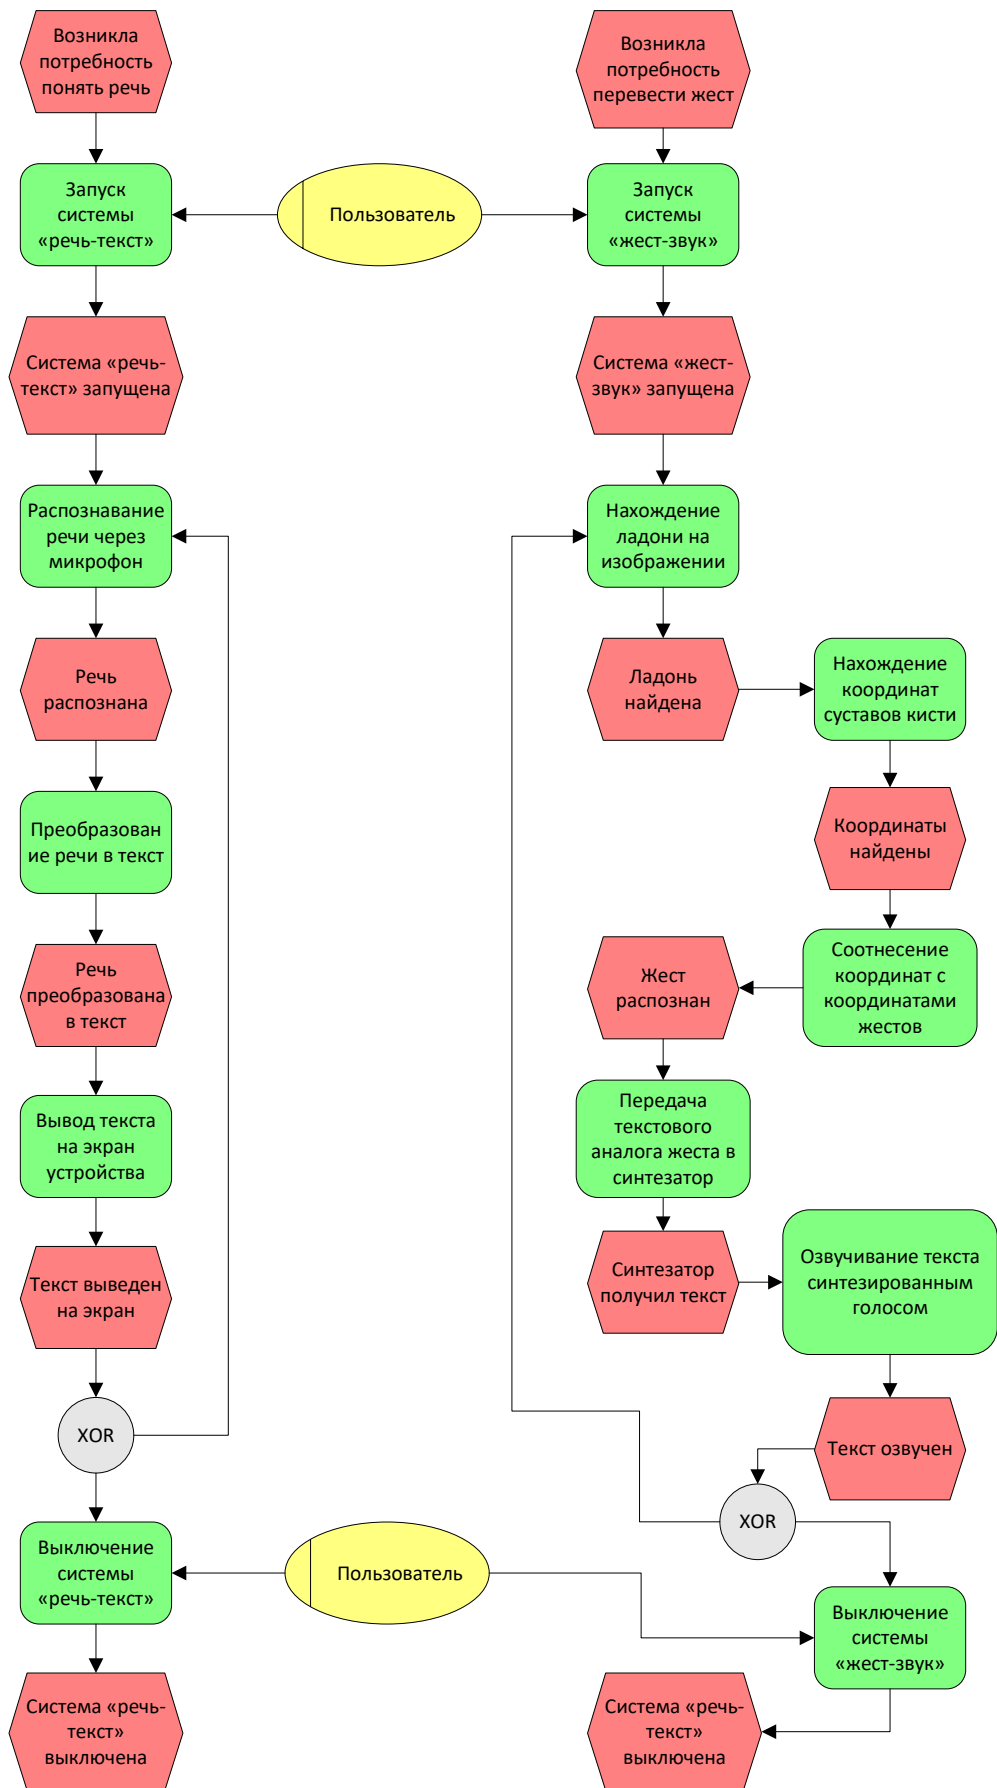 Возникла
потребность
понять речь
Возникла
потребность
перевести жест
Запуск
системы
«речь-текст»
Пользователь
Запуск
системы
«жест-звук»
Система «речь-
текст» запущена
Система «жест-
звук» запущена
Распознавание
речи через
микрофон
Нахождение
ладони на
изображении
Речь
распознана
Ладонь
найдена
Нахождение
координат
суставов кисти
Преобразован
ие речи в текст
Координаты
найдены
Речь
преобразована
в текст
Жест
распознан
Соотнесение
координат с
координатами
жестов
Вывод текста
на экран
устройства
Передача
текстового
аналога жеста в
синтезатор
Текст выведен
на экран
Синтезатор
получил текст
Озвучивание текста
синтезированным
голосом
XOR
Текст озвучен
XOR
Выключение
системы
«речь-текст»
Пользователь
Выключение
системы
«жест-звук»
Система «речь-
текст»
выключена
Система «речь-
текст»
выключена